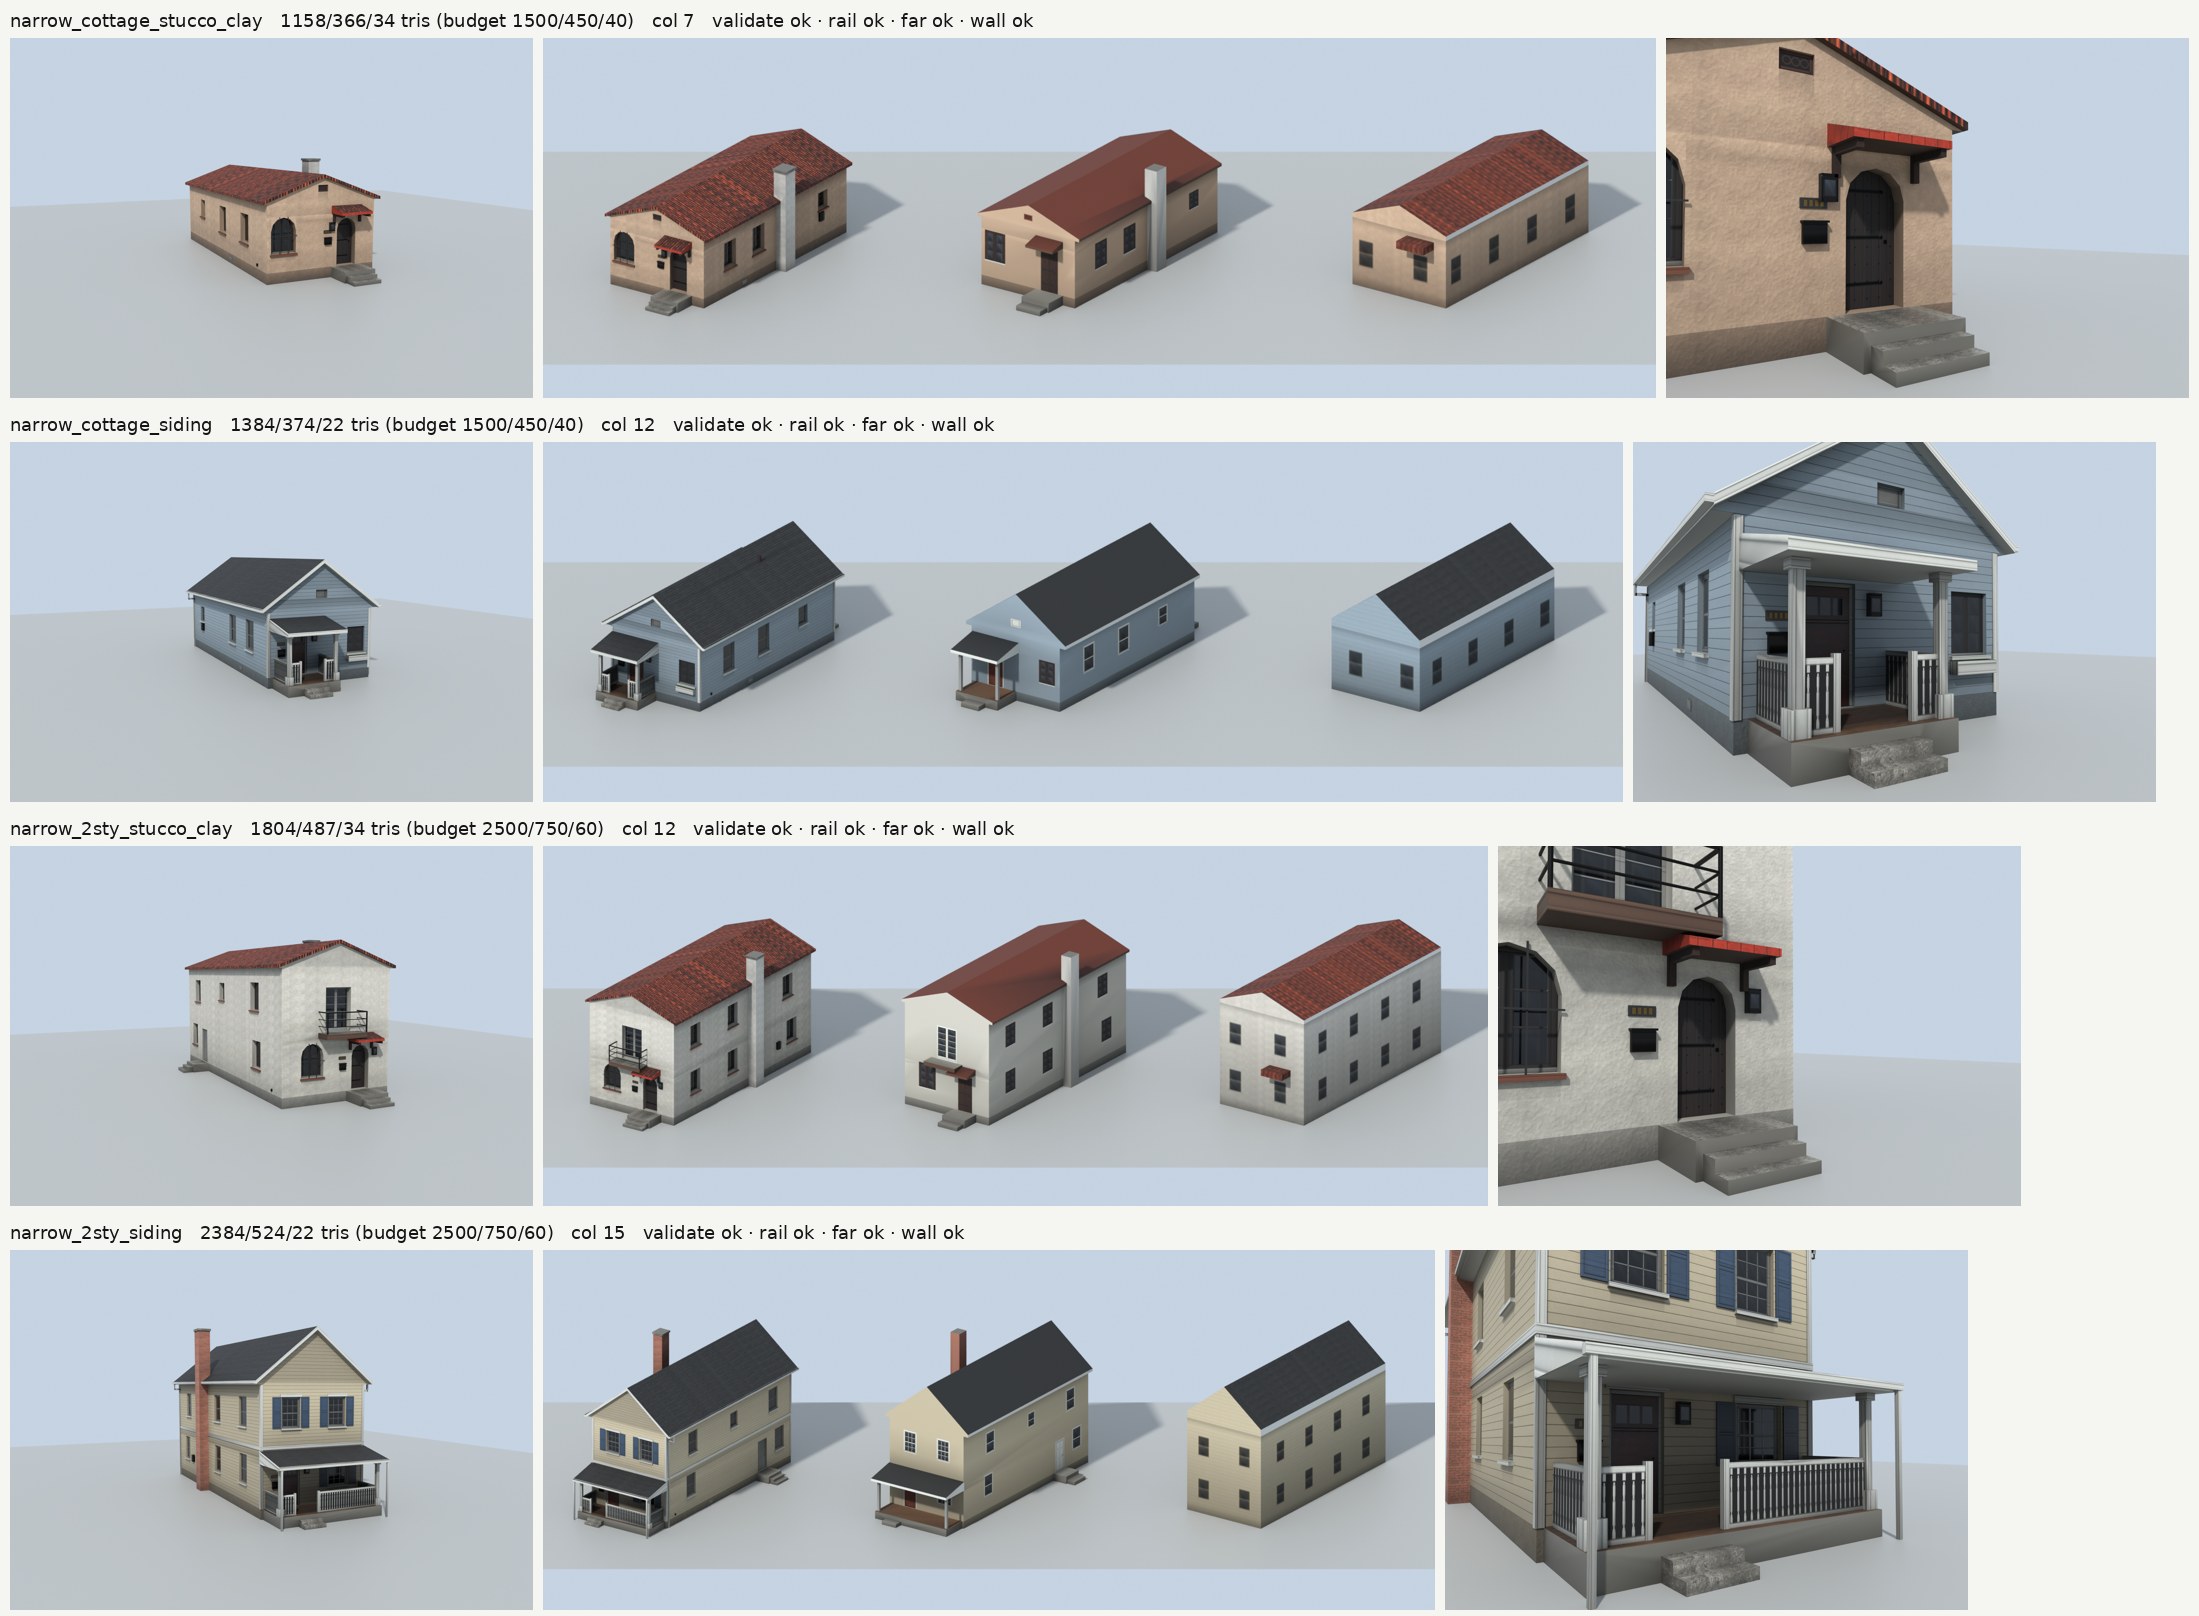 narrow_cottage_stucco_clay 1158/366/34 tris (budget 1500/450/40) col 7 validate ok · rail ok · far ok · wall ok
narrow_cottage_siding 1384/374/22 tris (budget 1500/450/40) col 12 validate ok · rail ok · far ok · wall ok
narrow_2sty_stucco_clay 1804/487/34 tris (budget 2500/750/60) col 12 validate ok · rail ok · far ok · wall ok
narrow_2sty_siding 2384/524/22 tris (budget 2500/750/60) col 15 validate ok · rail ok · far ok · wall ok